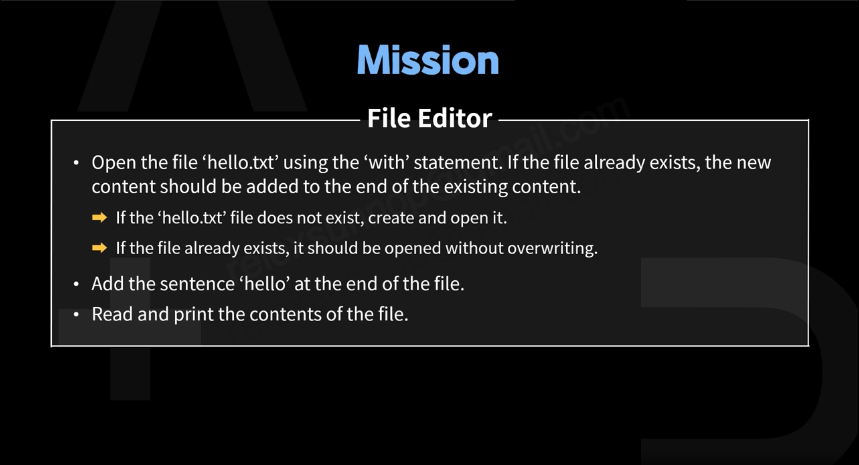 Mission
File Editor
• Open the file ‘hello.txt’ using the ‘with’ statement. If the file already exists, the new
content should be added to the end of the existing content.
➡ If the ‘hello.txt’ file does not exist, create and open it.
➡ If the file already exists, it should be opened without overwriting.
• Add the sentence ‘hello’ at the end of the file.
• Read and print the contents of the file.